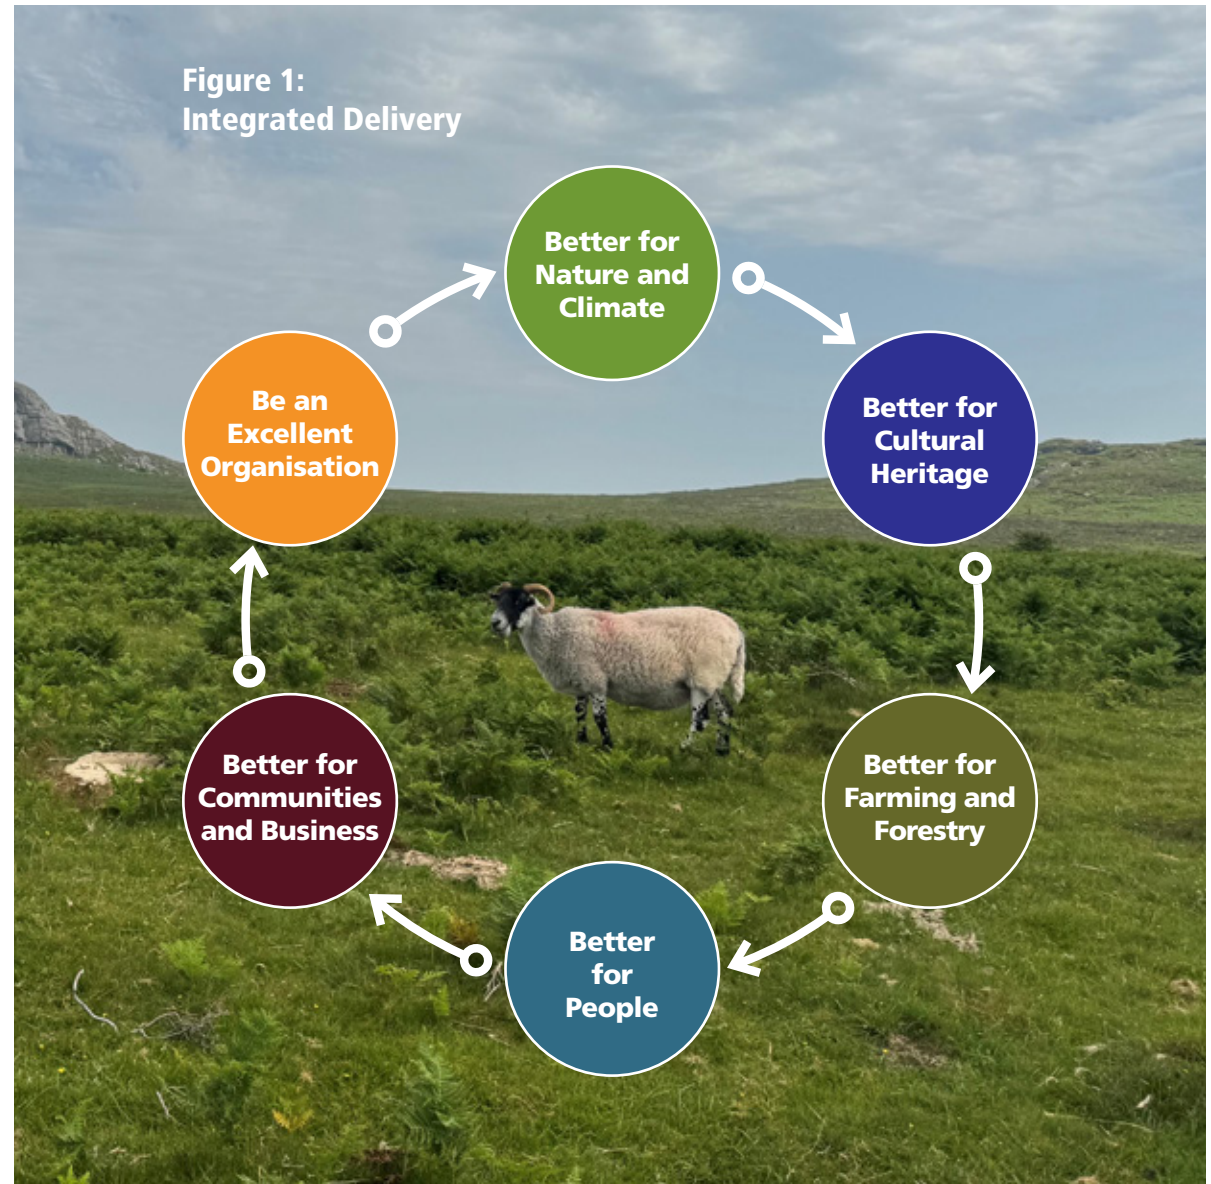 Figure 1:
Integrated Delivery
Better for
Nature and
Climate
Better for
Cultural
Heritage
Better for
Farming and
Forestry
Better
for
People
Better for
Communities
and Business
Be an
Excellent
Organisation